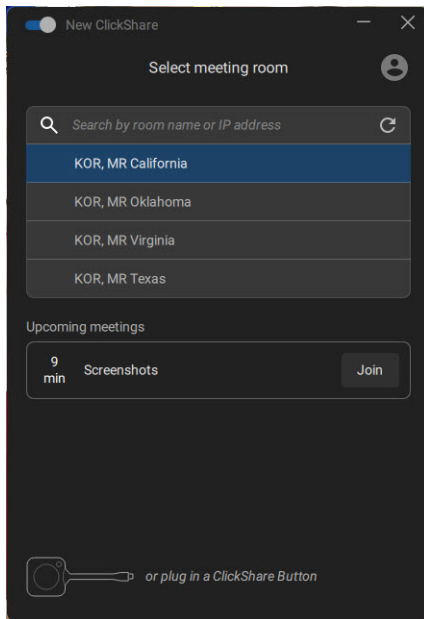 New ClickShare
Select meeting room
Search by room name or IP address
KOR, MR California
KOR, MR Oklahoma
KOR, MR Virginia
KOR, MR Texas
Upcoming meetings
9
min
Screenshots
Join
or plug in a ClickShare Button